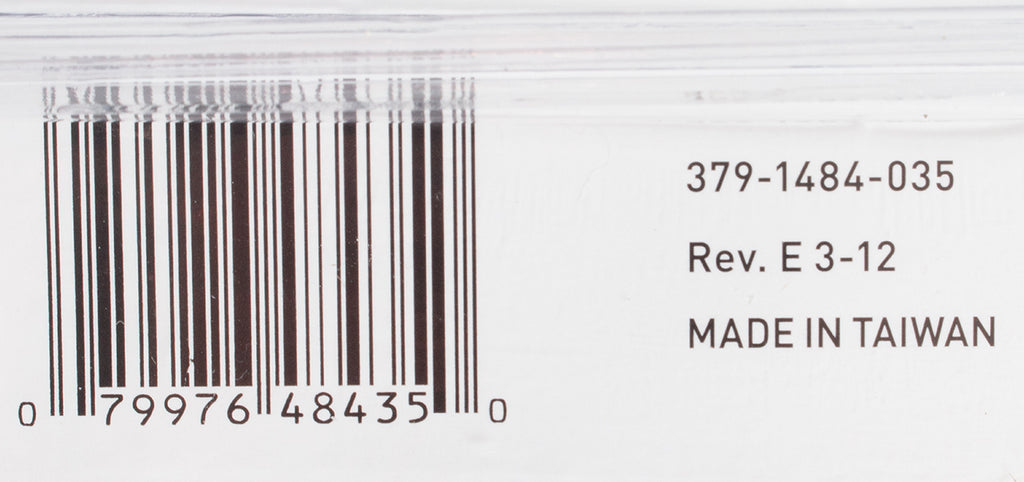 0 79976 48435 0
379-1484-035
Rev. E 3-12
MADE IN TAIWAN